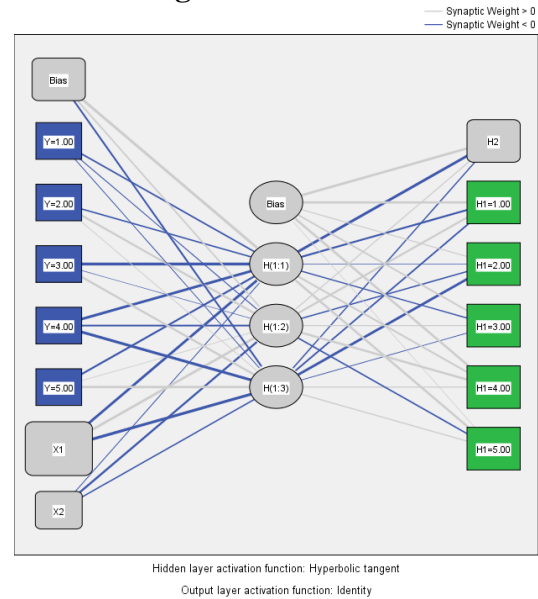 Synaptic Weight > 0
Synaptic Weight < 0
Bias
H2
Y=1.00
Y=2.00
Bias
H1=1.00
Y=3.00
H(1:1)
H1=2.00
Y=4.00
H(1:2)
H1=3.00
Y=5.00
H(1:3)
H1=4.00
X1
H1=5.00
X2
Hidden layer activation function: Hyperbolic tangent
Output layer activation function: Identity